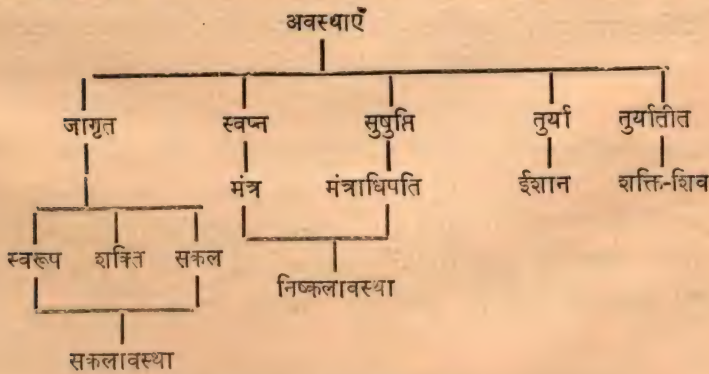 अवस्थाएँ
जागृत स्वप्न सुषुप्ति तुर्या तुर्यातीत
मंत्र मंत्राधिपति ईशान शक्ति-शिव
स्वरूप शक्ति सकल
निष्कलावस्था
सकलावस्था